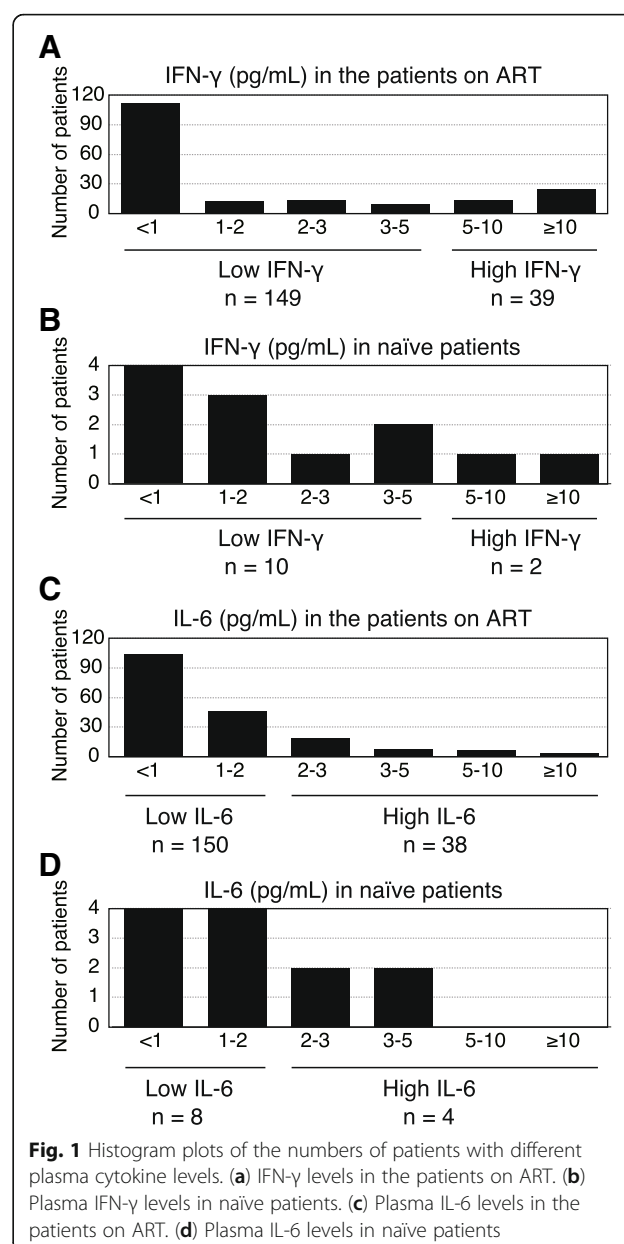 A
IFN-γ (pg/mL) in the patients on ART
Number of patients
120
90
60
30
0
<1 1-2 2-3 3-5 5-10 ≥10
Low IFN-γ High IFN-γ
n = 149 n = 39
B
IFN-γ (pg/mL) in naïve patients
Number of patients
4
3
2
1
0
<1 1-2 2-3 3-5 5-10 ≥10
Low IFN-γ High IFN-γ
n = 10 n = 2
C
IL-6 (pg/mL) in the patients on ART
Number of patients
120
90
60
30
0
<1 1-2 2-3 3-5 5-10 ≥10
Low IL-6 High IL-6
n = 150 n = 38
D
IL-6 (pg/mL) in naïve patients
Number of patients
4
3
2
1
0
<1 1-2 2-3 3-5 5-10 ≥10
Low IL-6 High IL-6
n = 8 n = 4
Fig. 1 Histogram plots of the numbers of patients with different
plasma cytokine levels. (a) IFN-γ levels in the patients on ART. (b)
Plasma IFN-γ levels in naïve patients. (c) Plasma IL-6 levels in the
patients on ART. (d) Plasma IL-6 levels in naïve patients